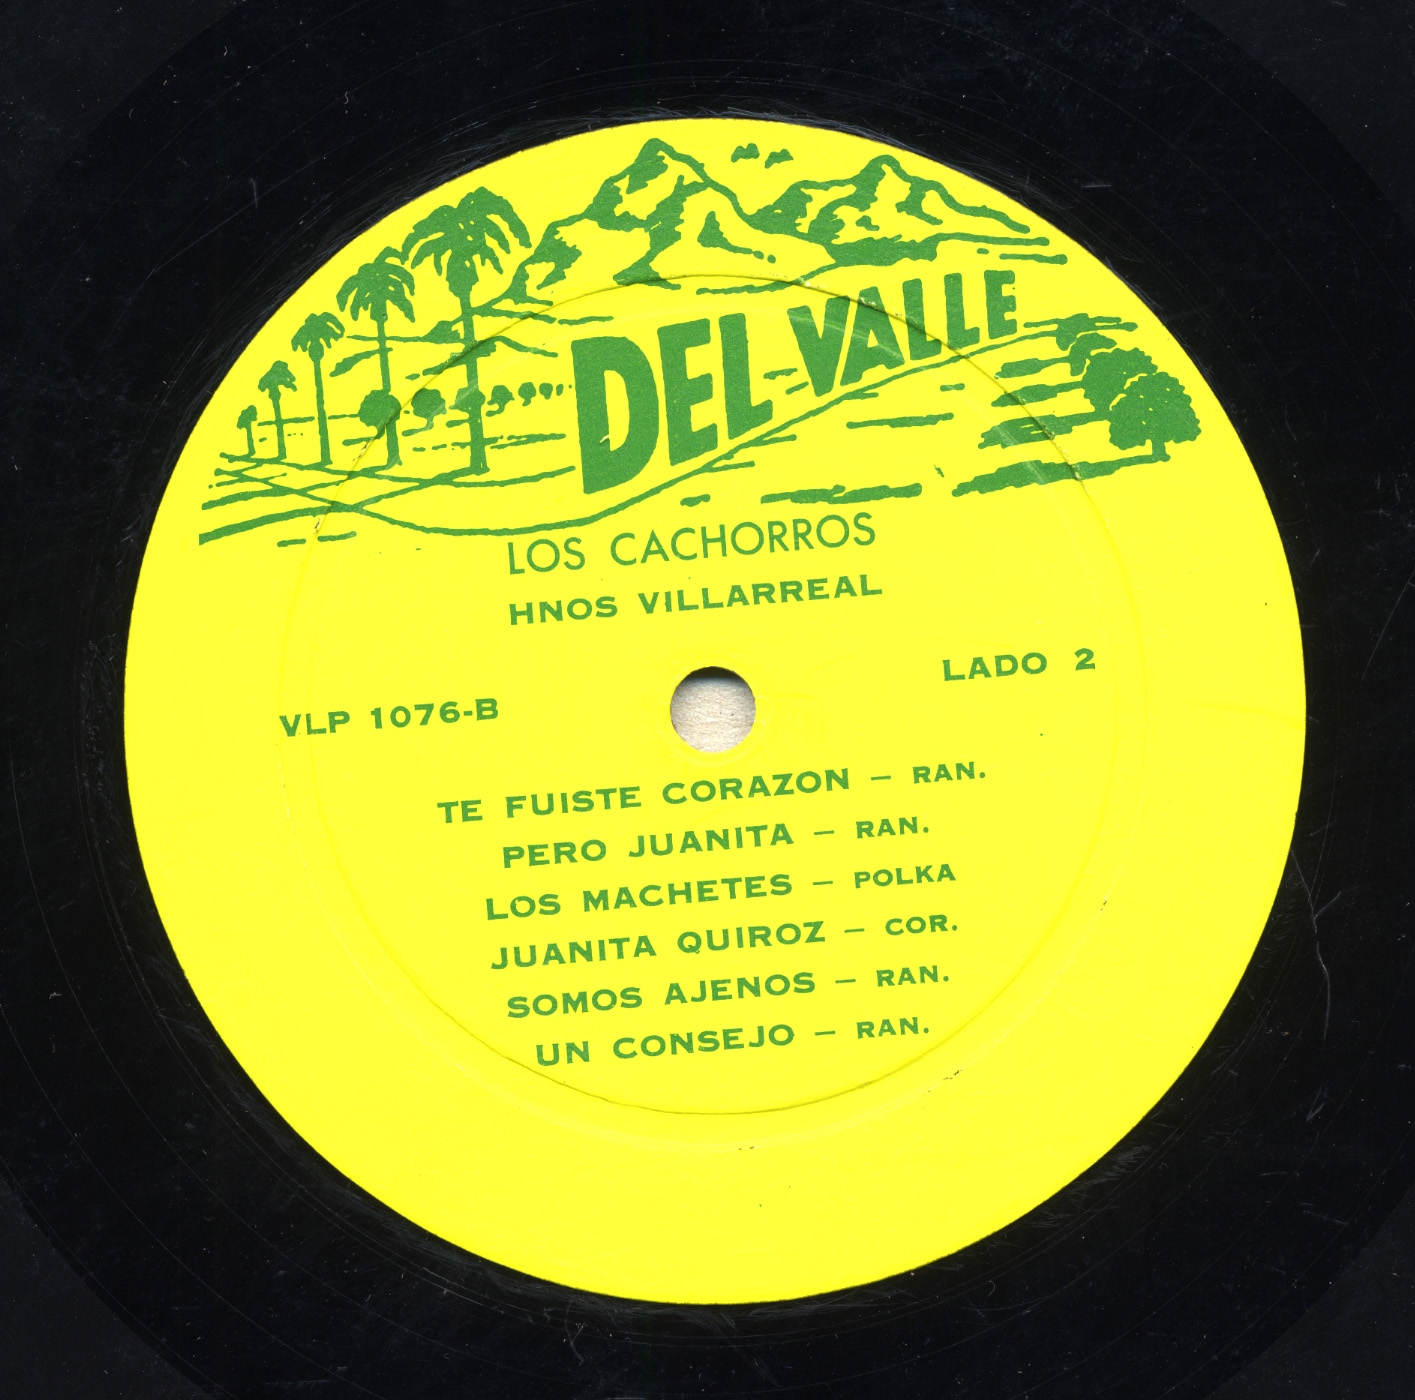 DEL VALLE
LOS CACHORROS
HNOS VILLARREAL
LADO 2
VLP 1076-B
TE FUISTE CORAZON — RAN.
PERO JUANITA — RAN.
LOS MACHETES — POLKA
JUANITA QUIROZ — COR.
SOMOS AJENOS — RAN.
UN CONSEJO — RAN.